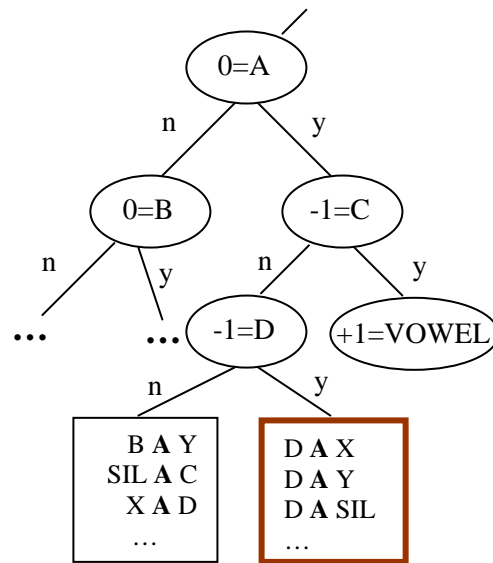 0=A
n
y
0=B
-1=C
n
y
n
y
...
...
-1=D
+1=VOWEL
n
y
B A Y
SIL A C
X A D
...
D A X
D A Y
D A SIL
...